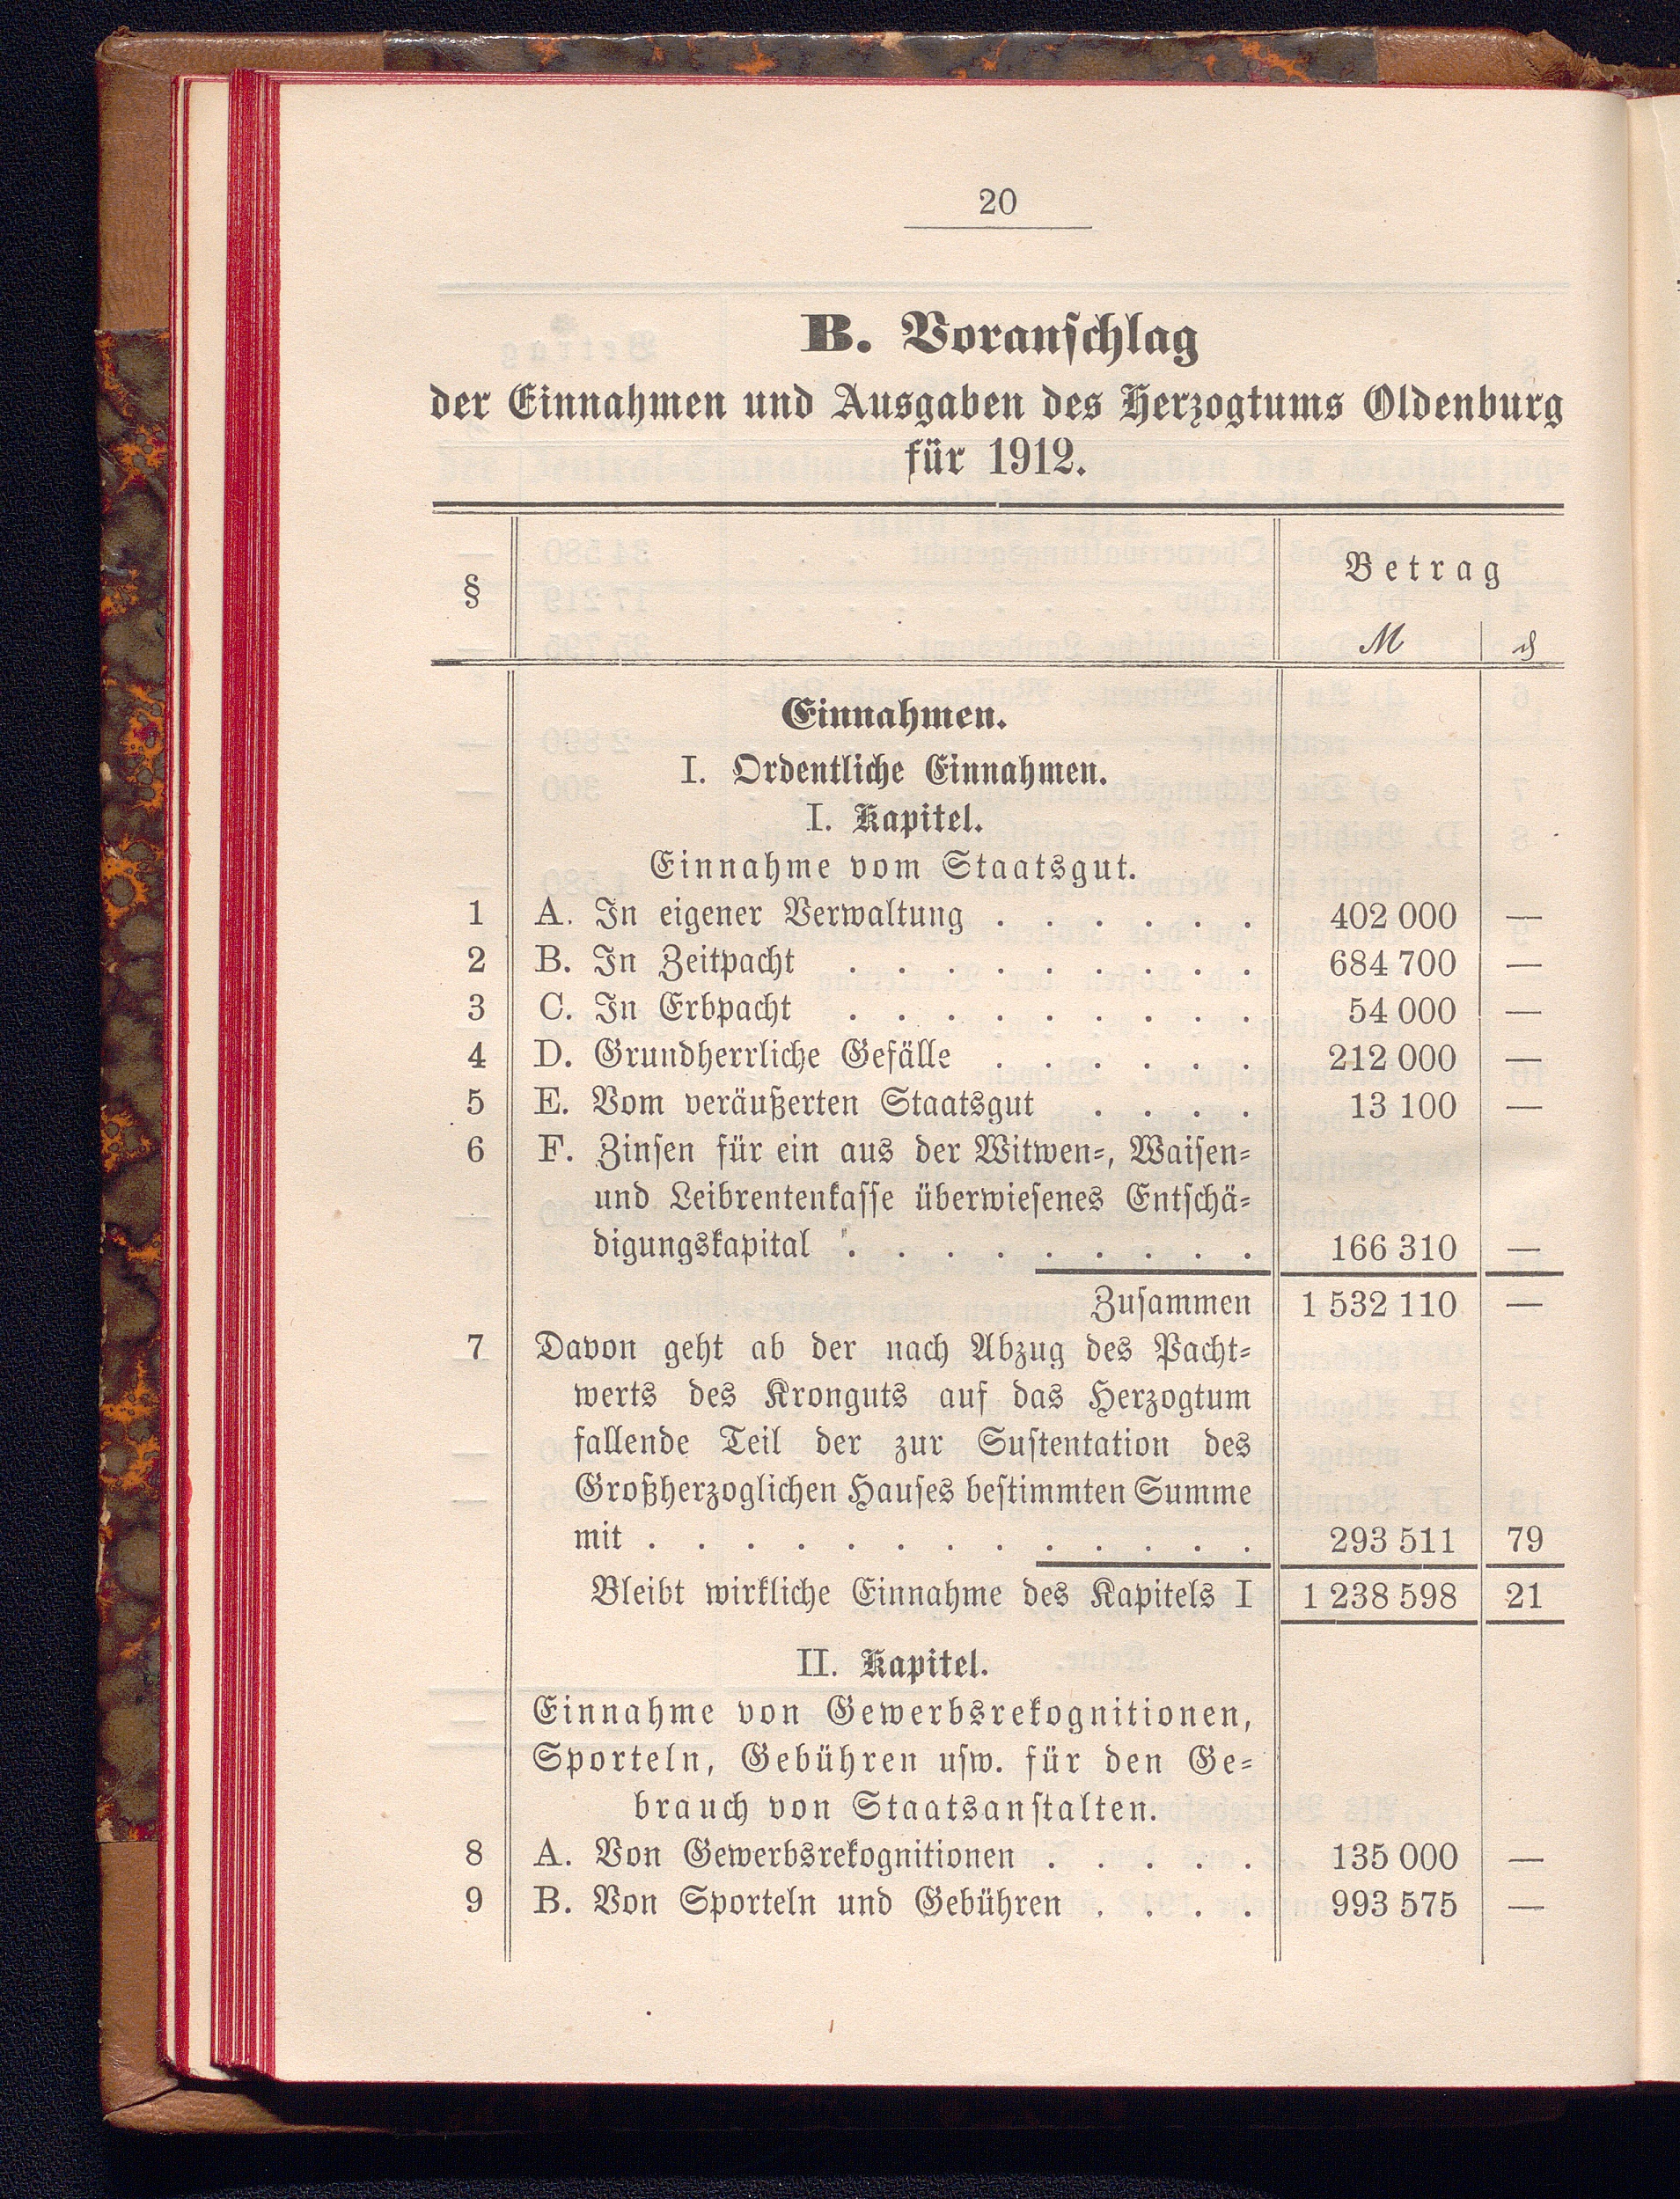 20
B. Voranschlag
der Einnahmen und Ausgaben des Herzogtums Oldenburg
für 1912.
§ Betrag
ℳ ₰
Einnahmen.
I. Ordentliche Einnahmen.
I. Kapitel.
Einnahme vom Staatsgut.
1 A. In eigener Verwaltung . . . . . . 402 000 —
2 B. In Zeitpacht . . . . . . . . . 684 700 —
3 C. In Erbpacht . . . . . . . . . 54 000 —
4 D. Grundherrliche Gefälle . . . . . . 212 000 —
5 E. Vom veräußerten Staatsgut . . . . 13 100 —
6 F. Zinsen für ein aus der Witwen-, Waisen-
und Leibrentenkasse überwiesenes Entschä-
digungskapital . . . . . . . . . 166 310 —
Zusammen 1 532 110 —
7 Davon geht ab der nach Abzug des Pacht-
werts des Kronguts auf das Herzogtum
fallende Teil der zur Sustentation des
Großherzoglichen Hauses bestimmten Summe
mit . . . . . . . . . . . . . 293 511 79
Bleibt wirkliche Einnahme des Kapitels I 1 238 598 21
II. Kapitel.
Einnahme von Gewerbsrekognitionen,
Sporteln, Gebühren usw. für den Ge-
brauch von Staatsanstalten.
8 A. Von Gewerbsrekognitionen . . . . . 135 000 —
9 B. Von Sporteln und Gebühren . . . . 993 575 —